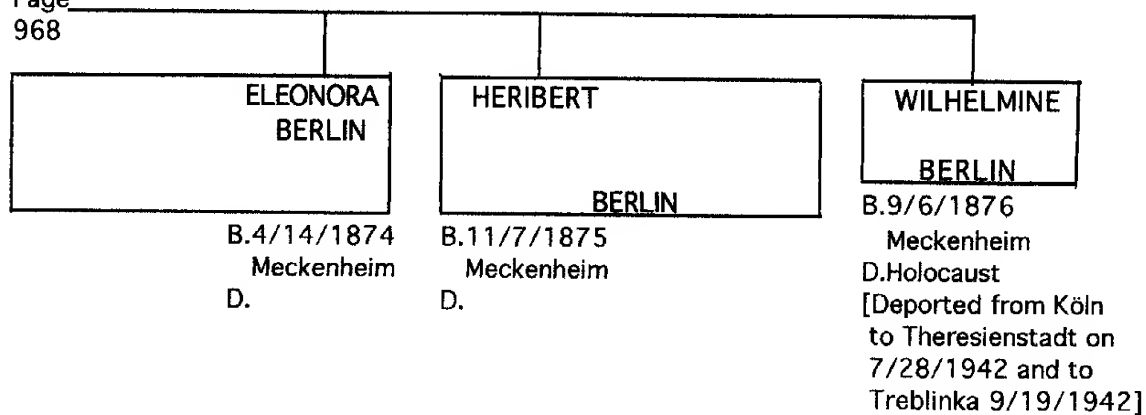 Page
968
ELEONORA
BERLIN
B.4/14/1874
Meckenheim
D.
HERIBERT
BERLIN
B.11/7/1875
Meckenheim
D.
WILHELMINE
BERLIN
B.9/6/1876
Meckenheim
D.Holocaust
[Deported from Köln
to Theresienstadt on
7/28/1942 and to
Treblinka 9/19/1942]